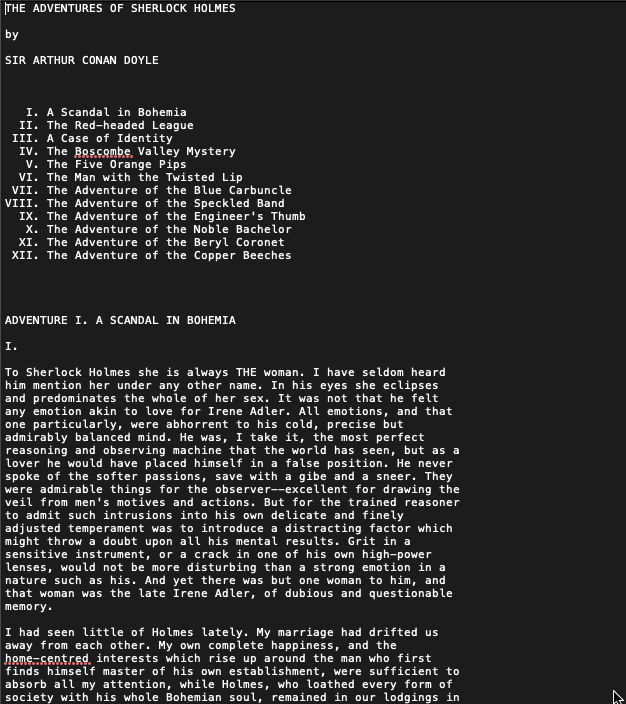 THE ADVENTURES OF SHERLOCK HOLMES
by
SIR ARTHUR CONAN DOYLE
I. A Scandal in Bohemia
II. The Red-headed League
III. A Case of Identity
IV. The Boscombe Valley Mystery
V. The Five Orange Pips
VI. The Man with the Twisted Lip
VII. The Adventure of the Blue Carbuncle
VIII. The Adventure of the Speckled Band
IX. The Adventure of the Engineer's Thumb
X. The Adventure of the Noble Bachelor
XI. The Adventure of the Beryl Coronet
XII. The Adventure of the Copper Beeches
ADVENTURE I. A SCANDAL IN BOHEMIA
I.
To Sherlock Holmes she is always THE woman. I have seldom heard
him mention her under any other name. In his eyes she eclipses
and predominates the whole of her sex. It was not that he felt
any emotion akin to love for Irene Adler. All emotions, and that
one particularly, were abhorrent to his cold, precise but
admirably balanced mind. He was, I take it, the most perfect
reasoning and observing machine that the world has seen, but as a
lover he would have placed himself in a false position. He never
spoke of the softer passions, save with a gibe and a sneer. They
were admirable things for the observer--excellent for drawing the
veil from men's motives and actions. But for the trained reasoner
to admit such intrusions into his own delicate and finely
adjusted temperament was to introduce a distracting factor which
might throw a doubt upon all his mental results. Grit in a
sensitive instrument, or a crack in one of his own high-power
lenses, would not be more disturbing than a strong emotion in a
nature such as his. And yet there was but one woman to him, and
that woman was the late Irene Adler, of dubious and questionable
memory.
I had seen little of Holmes lately. My marriage had drifted us
away from each other. My own complete happiness, and the
home-centred interests which rise up around the man who first
finds himself master of his own establishment, were sufficient to
absorb all my attention, while Holmes, who loathed every form of
society with his whole Bohemian soul, remained in our lodgings in